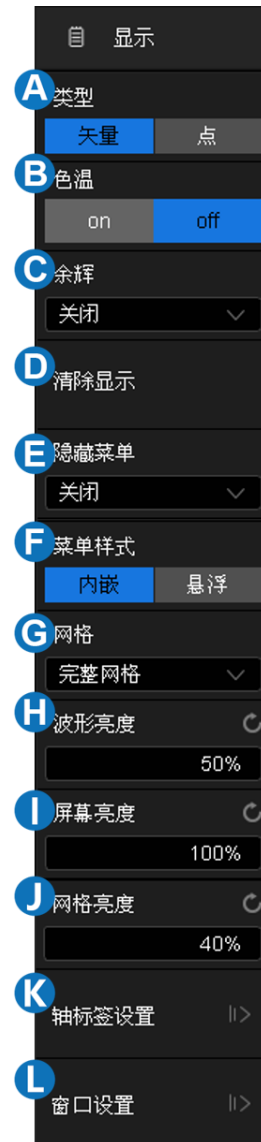 显示
A
类型
矢量 点
B
色温
on off
C
余辉
关闭
D
清除显示
E
隐藏菜单
关闭
F
菜单样式
内嵌 悬浮
G
网格
完整网格
H
波形亮度
50%
I
屏幕亮度
100%
J
网格亮度
40%
K
轴标签设置
L
窗口设置